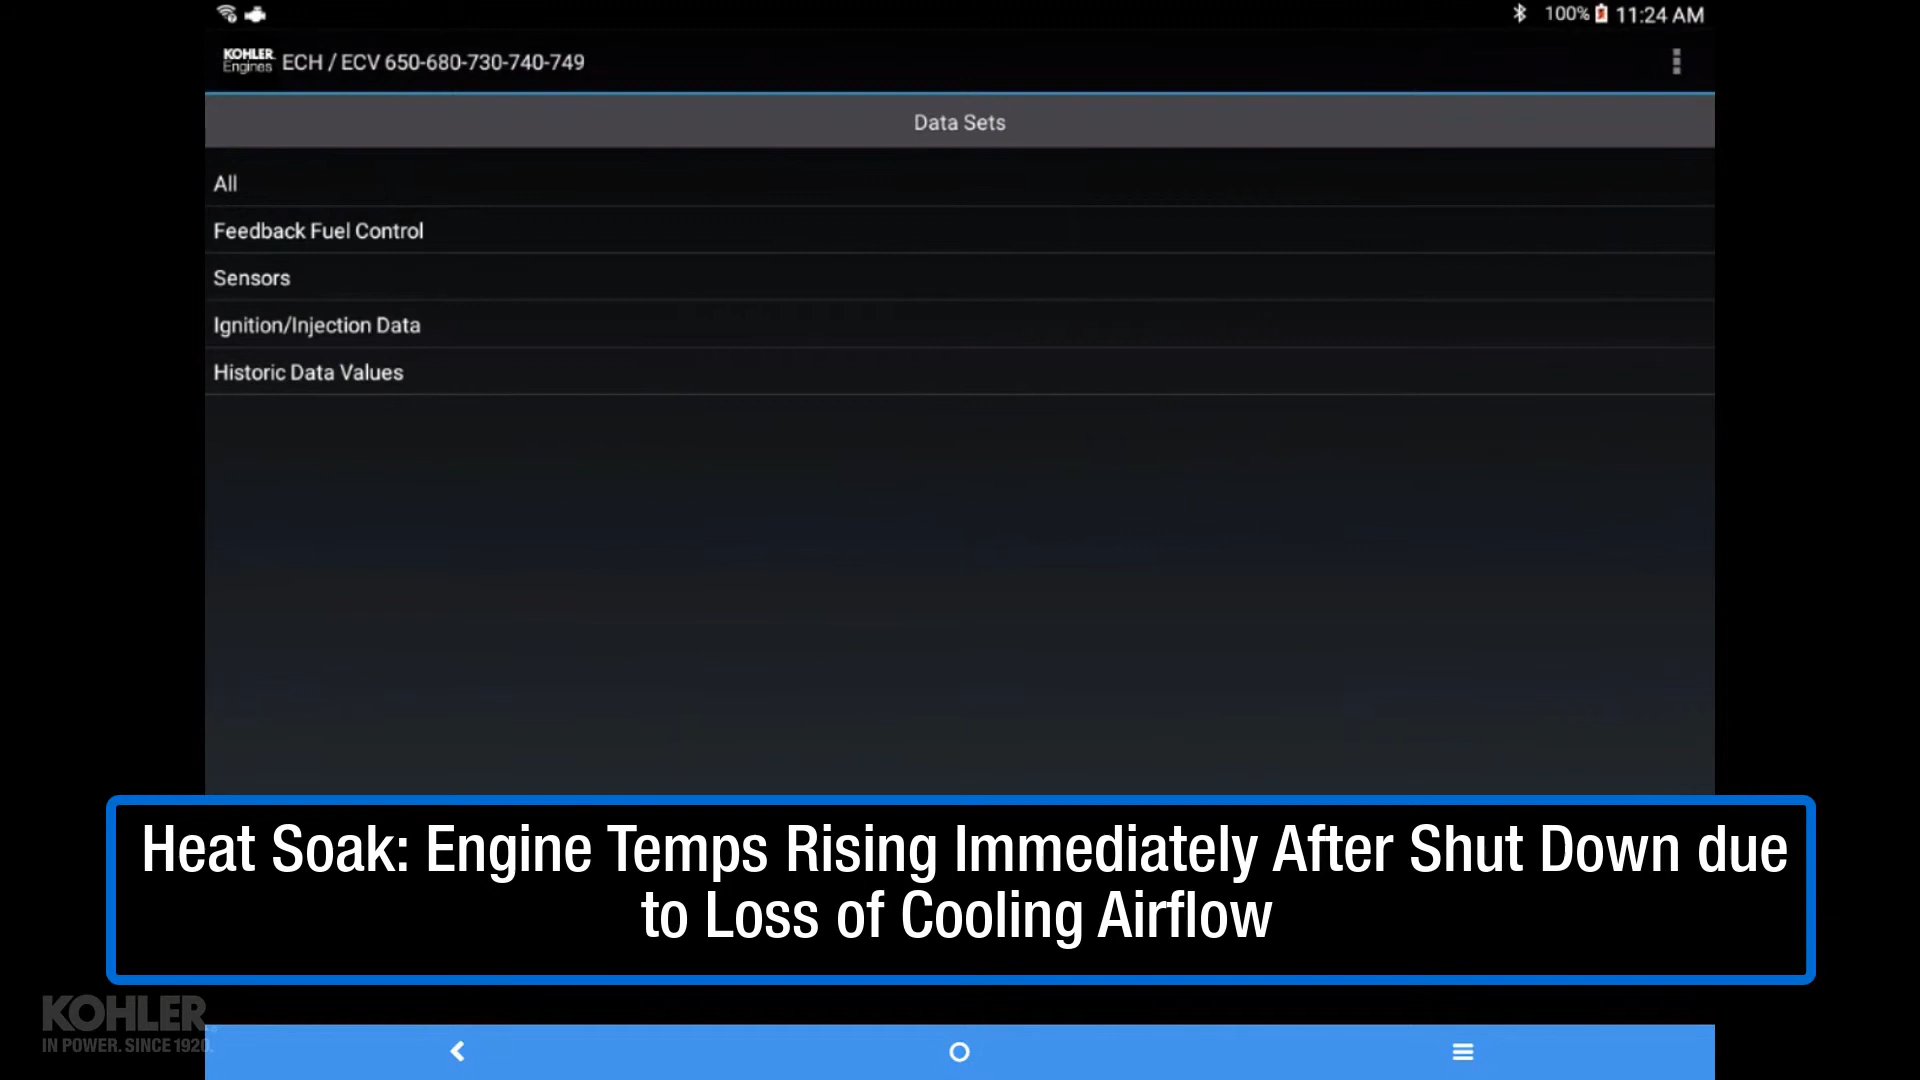 100% 11:24 AM
KOHLER
Engines
ECH / ECV 650-680-730-740-749
Data Sets
All
Feedback Fuel Control
Sensors
Ignition/Injection Data
Historic Data Values
Heat Soak: Engine Temps Rising Immediately After Shut Down due
to Loss of Cooling Airflow
KOHLER
IN POWER. SINCE 1920.